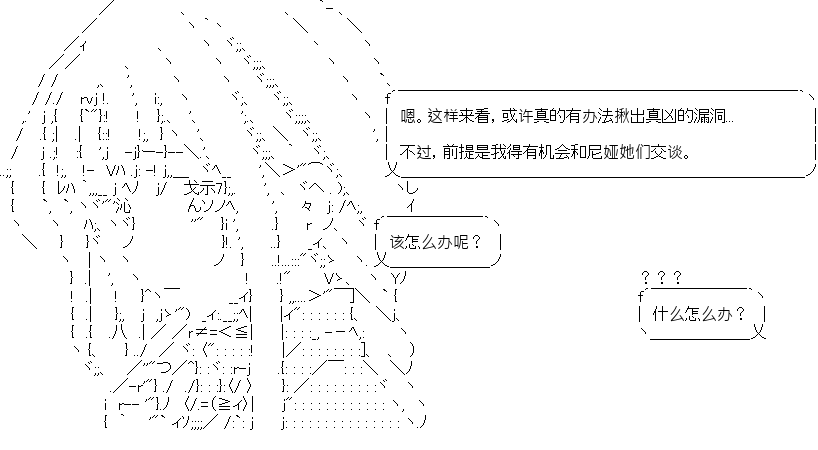 嗯。这样来看，或许真的有办法揪出真凶的漏洞...
不过，前提是我得有机会和尼娅她们交谈。
该怎么办呢？
？？？
什么怎么办？